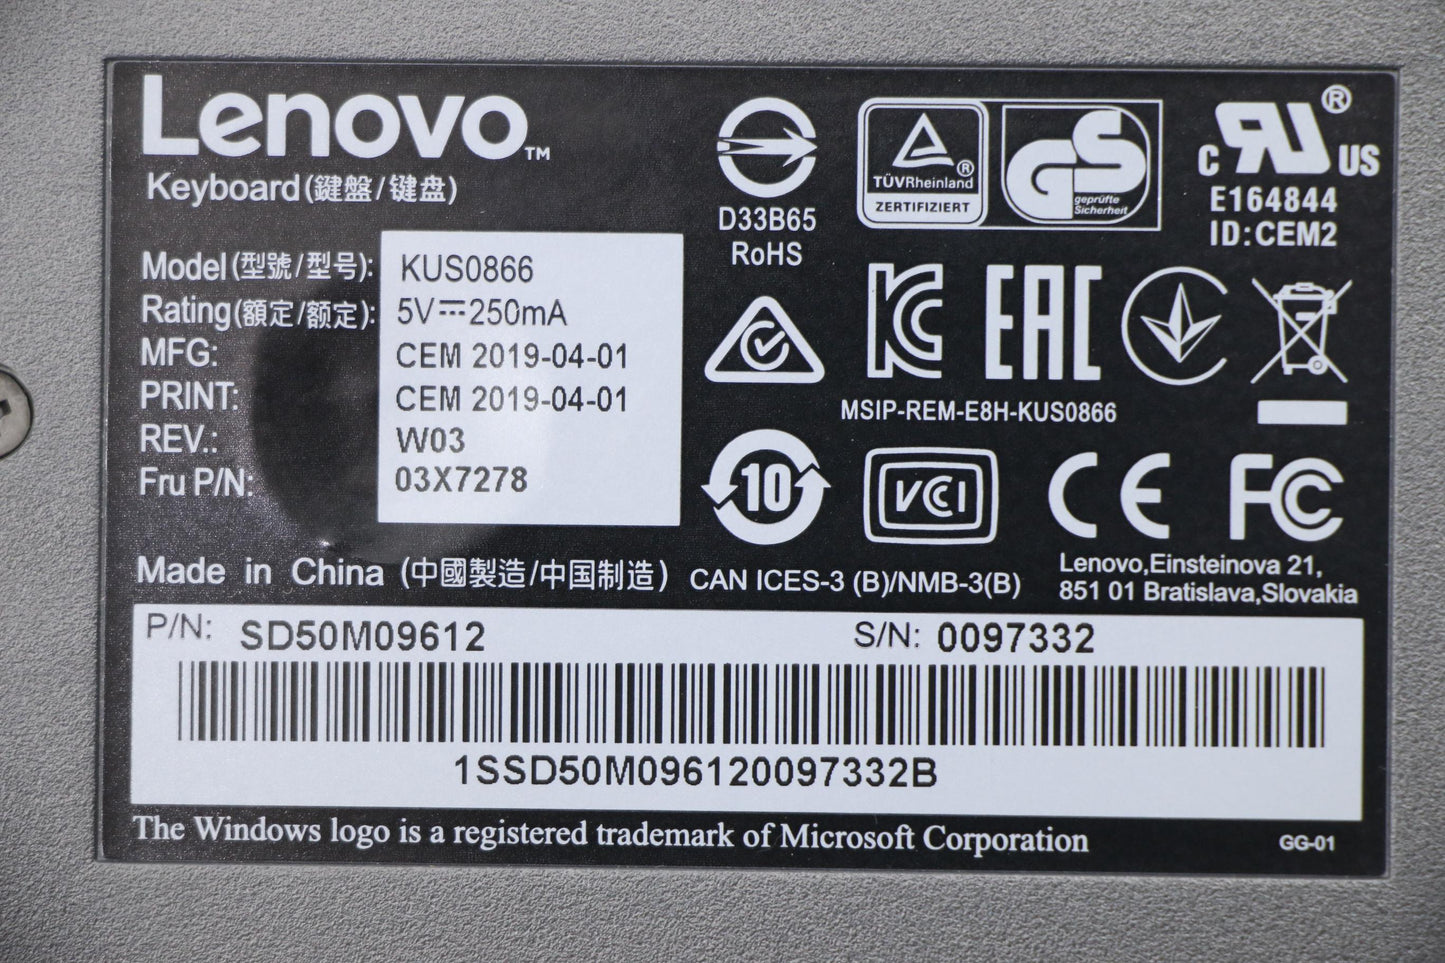 Lenovo™
Keyboard(鍵盤/键盘)
Model(型號/型号): KUS0866
Rating(額定/额定): 5V⎓250mA
MFG: CEM 2019-04-01
PRINT: CEM 2019-04-01
REV.: W03
Fru P/N: 03X7278
Made in China (中國製造/中国制造)
D33B65
RoHS
TÜVRheinland®
ZERTIFIZIERT
GS
geprüfte
Sicherheit
c RU® US
E164844
ID:CEM2
KC
EAC
MSIP-REM-E8H-KUS0866
10
VCCI
CE
FC
CAN ICES-3 (B)/NMB-3(B)
Lenovo,Einsteinova 21,
851 01 Bratislava,Slovakia
P/N: SD50M09612 S/N: 0097332
1SSD50M096120097332B
The Windows logo is a registered trademark of Microsoft Corporation
GG-01